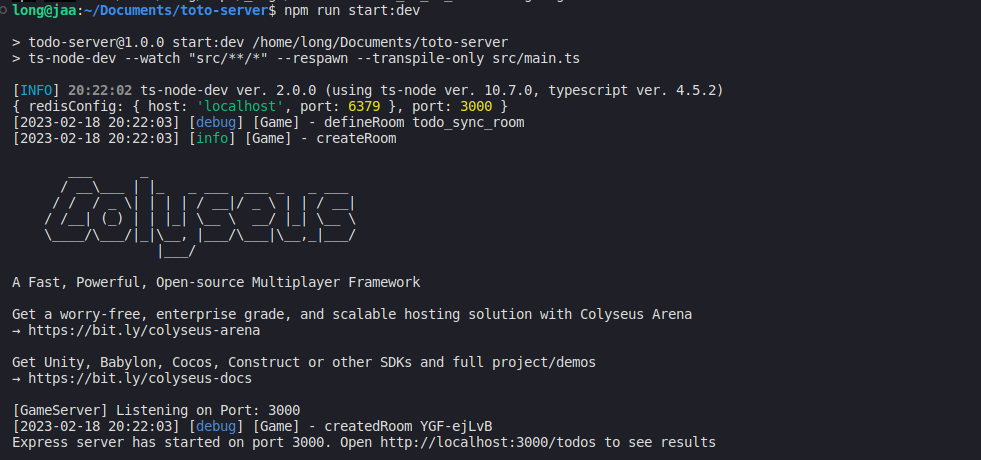 long@jaa:~/Documents/toto-server$ npm run start:dev
> todo-server@1.0.0 start:dev /home/long/Documents/toto-server
> ts-node-dev --watch "src/**/*" --respawn --transpile-only src/main.ts
[INFO] 20:22:02 ts-node-dev ver. 2.0.0 (using ts-node ver. 10.7.0, typescript ver. 4.5.2)
{ redisConfig: { host: 'localhost', port: 6379 }, port: 3000 }
[2023-02-18 20:22:03] [debug] [Game] - defineRoom todo_sync_room
[2023-02-18 20:22:03] [info] [Game] - createRoom
Colyseus
A Fast, Powerful, Open-source Multiplayer Framework
Get a worry-free, enterprise grade, and scalable hosting solution with Colyseus Arena
→ https://bit.ly/colyseus-arena
Get Unity, Babylon, Cocos, Construct or other SDKs and full project/demos
→ https://bit.ly/colyseus-docs
[GameServer] Listening on Port: 3000
[2023-02-18 20:22:03] [debug] [Game] - createdRoom YGF-ejLvB
Express server has started on port 3000. Open http://localhost:3000/todos to see results